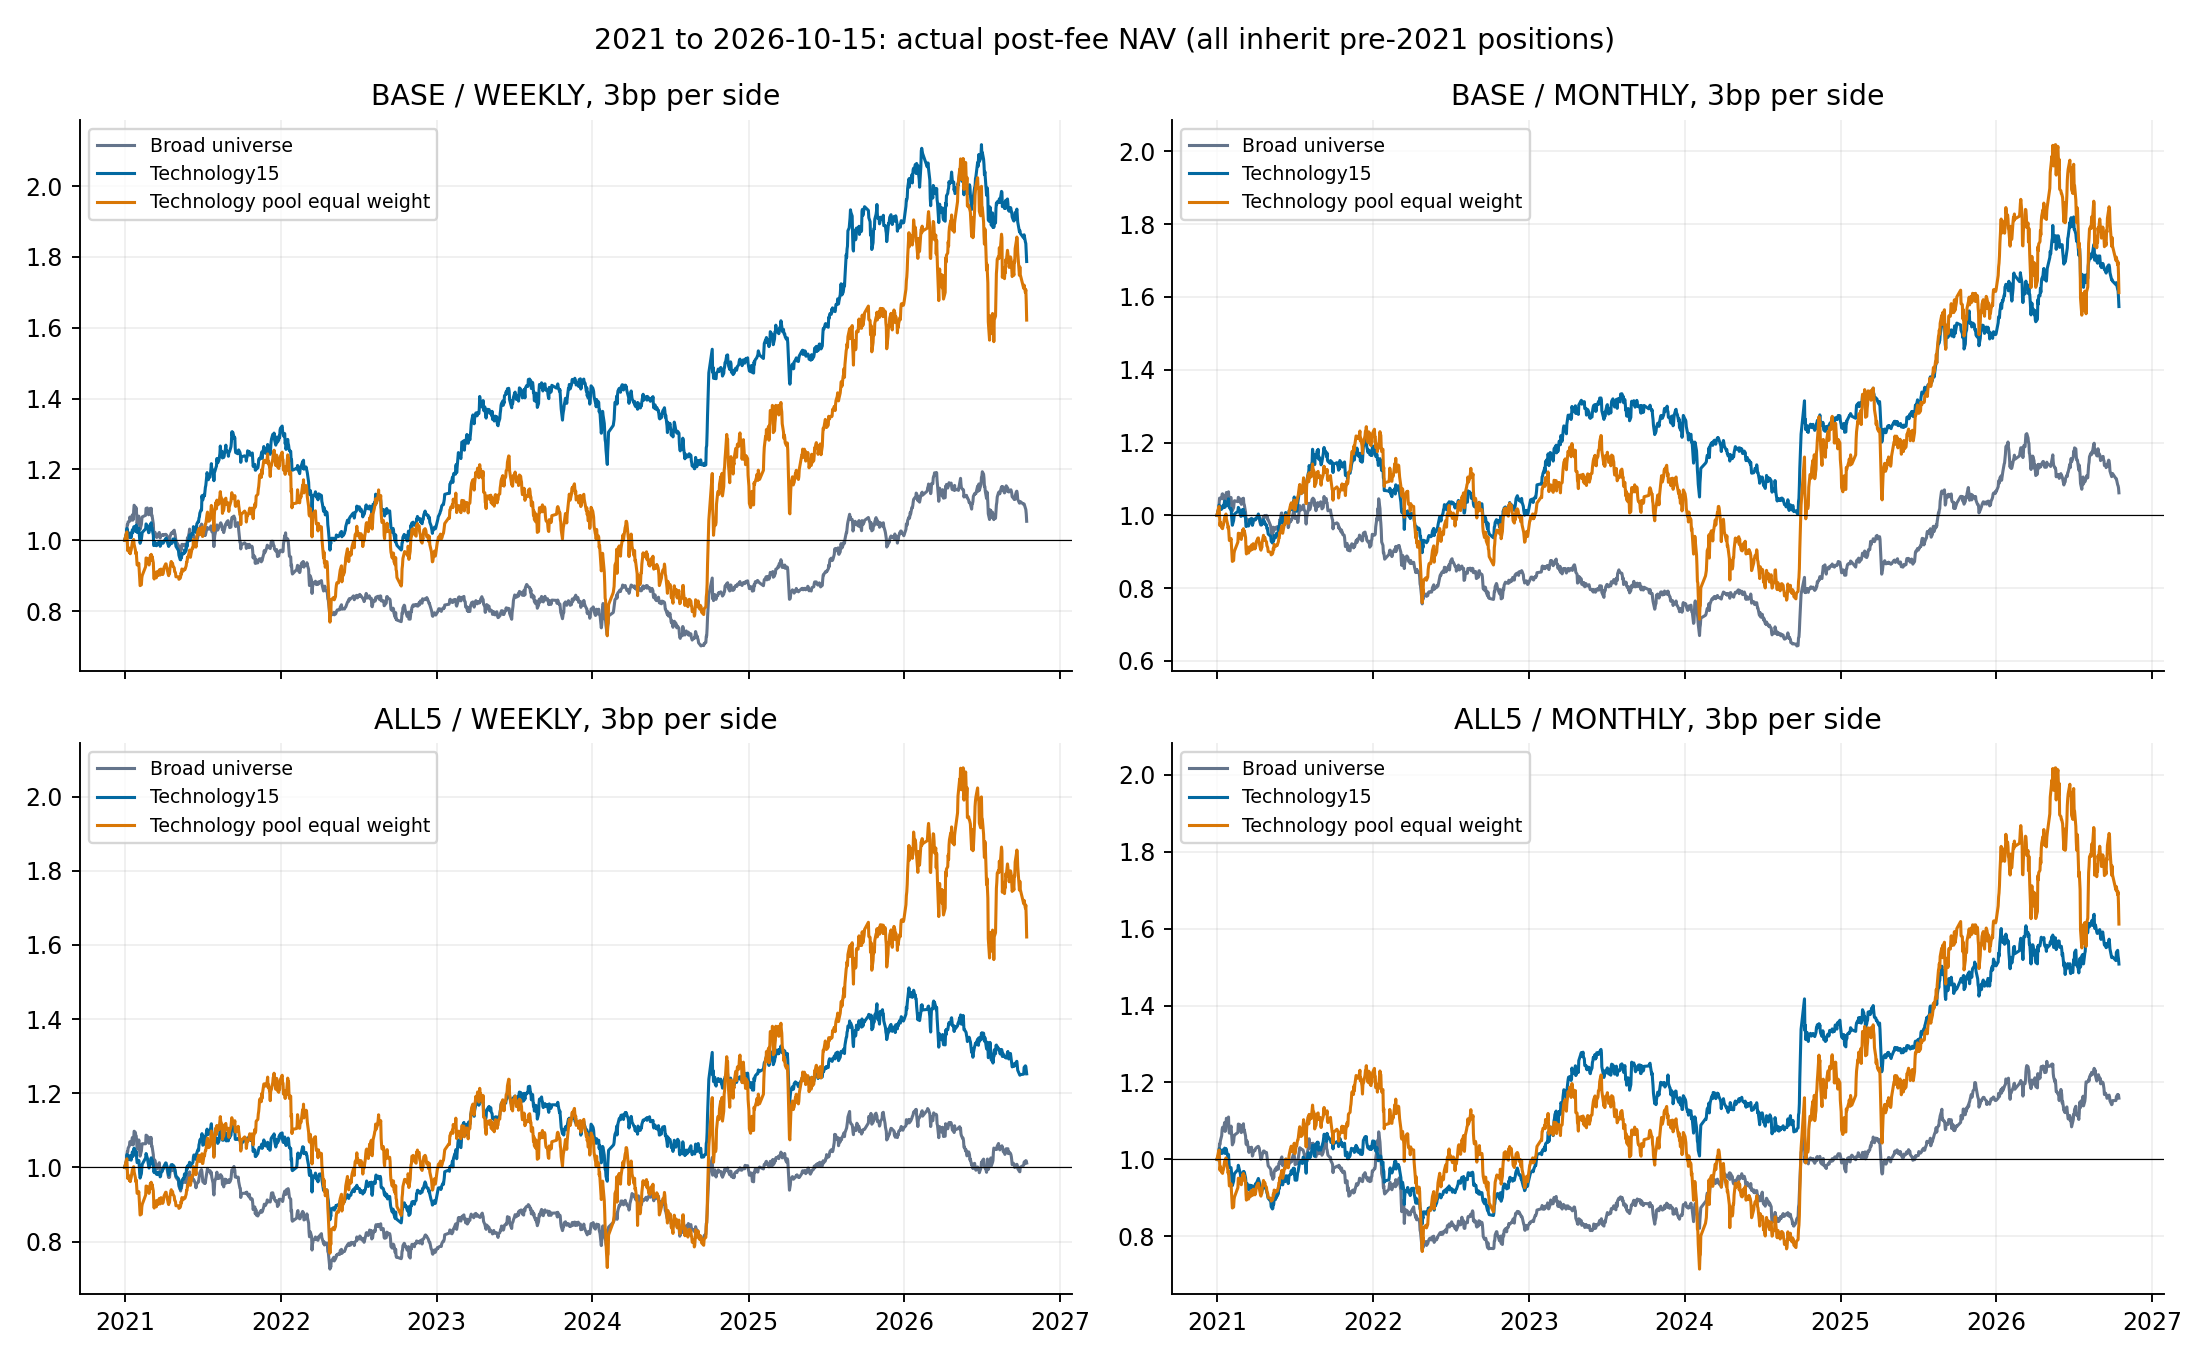 2021 to 2026-10-15: actual post-fee NAV (all inherit pre-2021 positions)
BASE / WEEKLY, 3bp per side
Broad universe
Technology15
Technology pool equal weight
2.0
1.8
1.6
1.4
1.2
1.0
0.8
BASE / MONTHLY, 3bp per side
Broad universe
Technology15
Technology pool equal weight
2.0
1.8
1.6
1.4
1.2
1.0
0.8
0.6
ALL5 / WEEKLY, 3bp per side
Broad universe
Technology15
Technology pool equal weight
2.0
1.8
1.6
1.4
1.2
1.0
0.8
2021 2022 2023 2024 2025 2026 2027
ALL5 / MONTHLY, 3bp per side
Broad universe
Technology15
Technology pool equal weight
2.0
1.8
1.6
1.4
1.2
1.0
0.8
2021 2022 2023 2024 2025 2026 2027